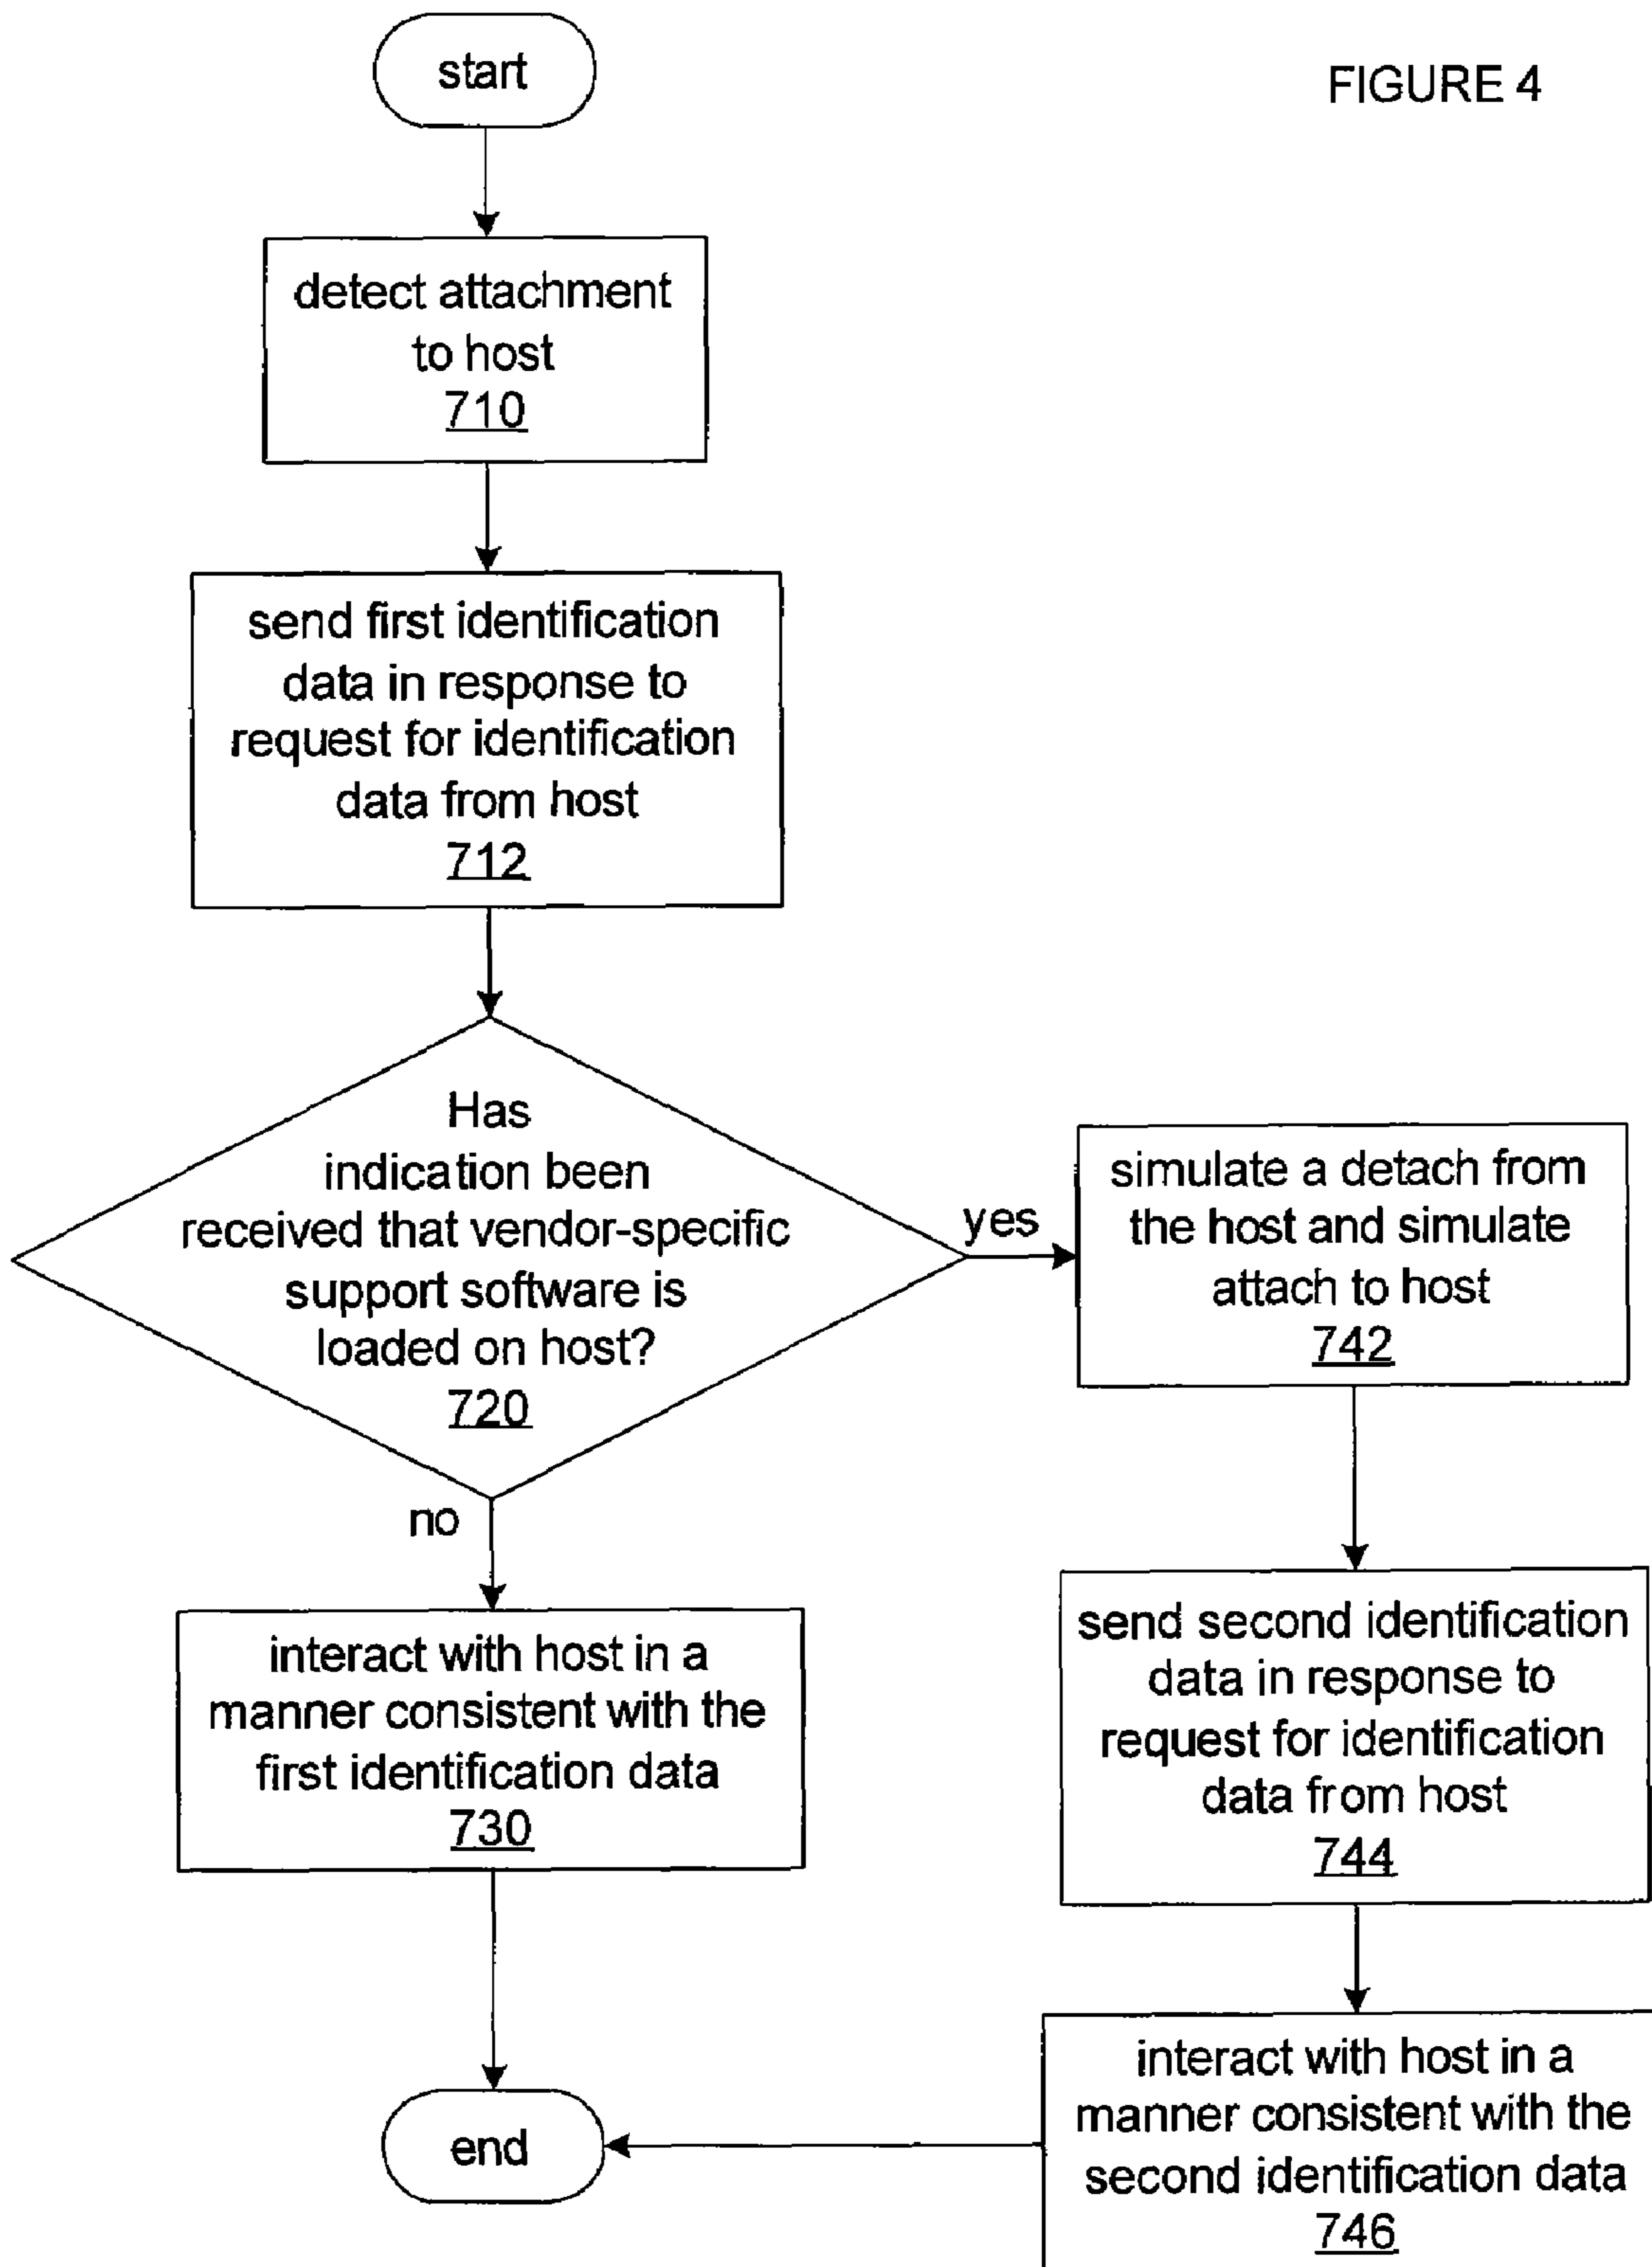 start
FIGURE 4
detect attachment
to host
710
send first identification
data in response to
request for identification
data from host
712
Has
indication been
received that vendor-specific
support software is
loaded on host?
720
yes
simulate a detach from
the host and simulate
attach to host
742
no
interact with host in a
manner consistent with the
first identification data
730
send second identification
data in response to
request for identification
data from host
744
end
interact with host in a
manner consistent with the
second identification data
746